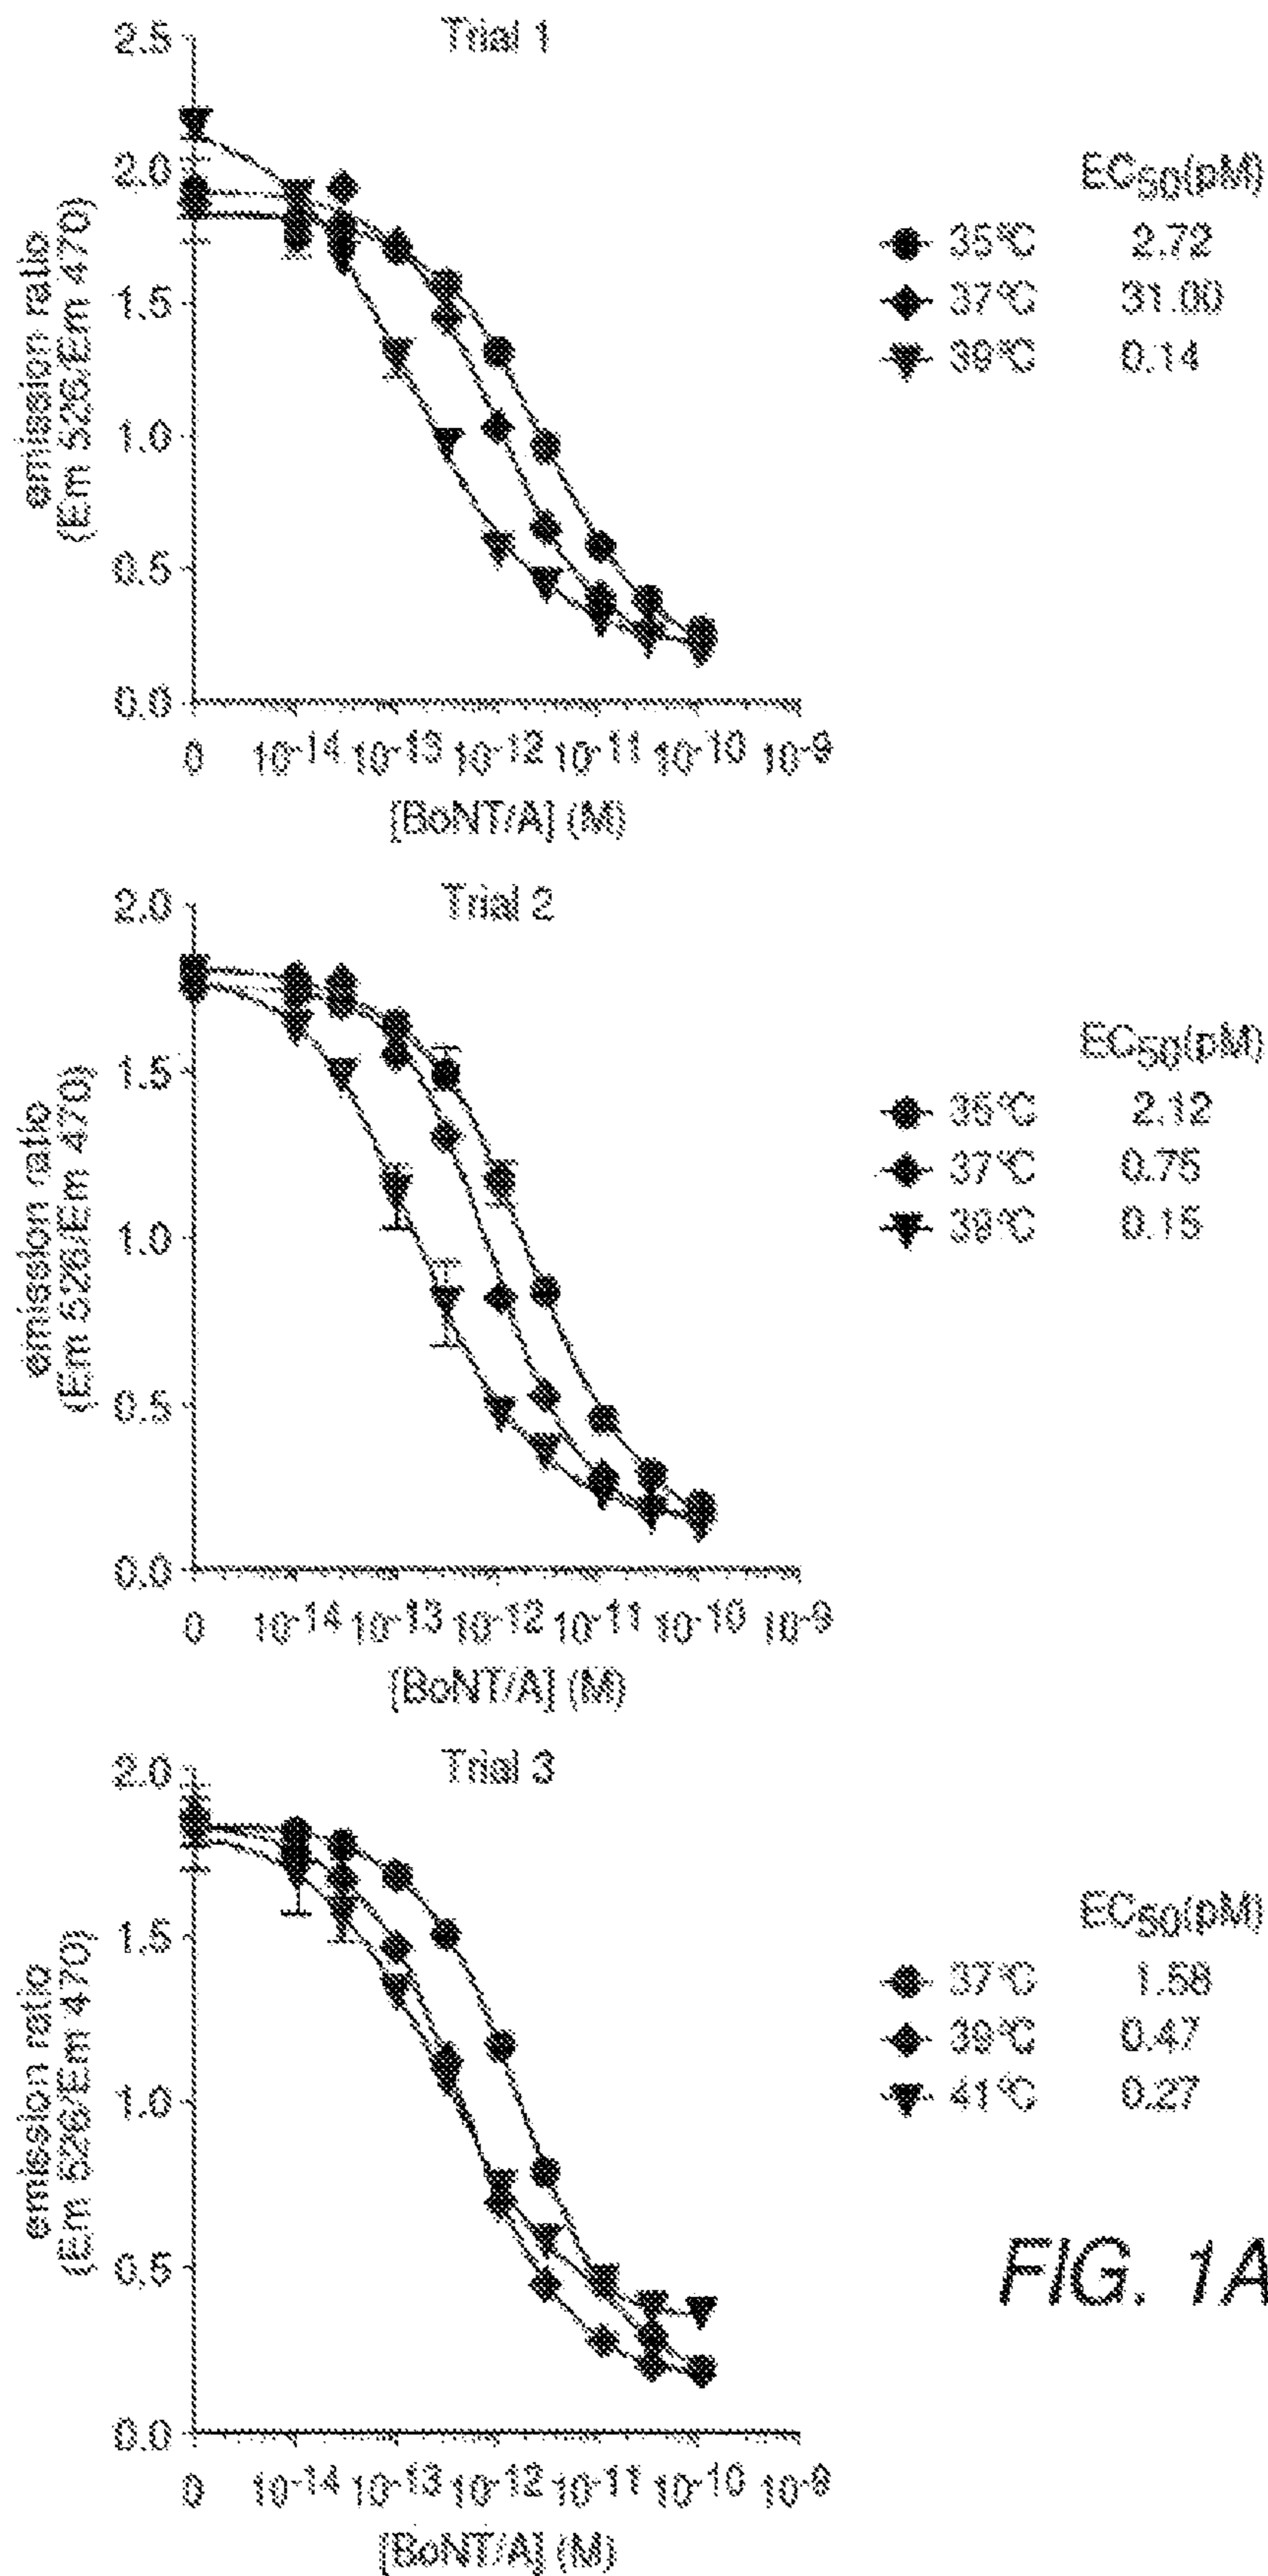 Trial 1
2.5
2.0
1.5
1.0
0.5
0.0
emission ratio
(Em 526/Em 470)
0 10-14 10-13 10-12 10-11 10-10 10-9
[BoNT/A] (M)
EC50(pM)
35°C 2.72
37°C 31.00
39°C 0.14
Trial 2
2.0
1.5
1.0
0.5
0.0
emission ratio
(Em 526/Em 470)
0 10-14 10-13 10-12 10-11 10-10 10-9
[BoNT/A] (M)
EC50(pM)
35°C 2.12
37°C 0.75
39°C 0.15
Trial 3
2.0
1.5
1.0
0.5
0.0
emission ratio
(Em 526/Em 470)
0 10-14 10-13 10-12 10-11 10-10 10-9
[BoNT/A] (M)
EC50(pM)
37°C 1.58
39°C 0.47
41°C 0.27
FIG. 1A